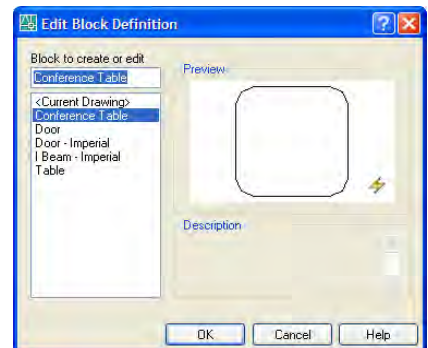 Edit Block Definition
Block to create or edit
Conference Table
<Current Drawing>
Conference Table
Door
Door - Imperial
I Beam - Imperial
Table
Preview
Description
OK
Cancel
Help